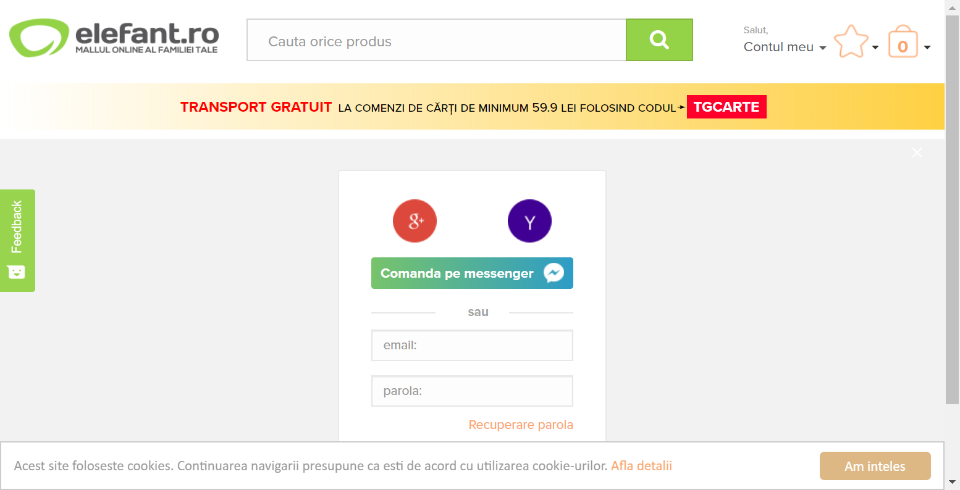 elefant.ro
MALLUL ONLINE AL FAMILIEI TALE
Cauta orice produs
Salut,
Contul meu
0
TRANSPORT GRATUIT LA COMENZI DE CĂRȚI DE MINIMUM 59.9 LEI FOLOSIND CODUL TGCARTE
Feedback
g+ Y
Comanda pe messenger
sau
email:
parola:
Recuperare parola
Acest site foloseste cookies. Continuarea navigarii presupune ca esti de acord cu utilizarea cookie-urilor. Afla detalii
Am inteles